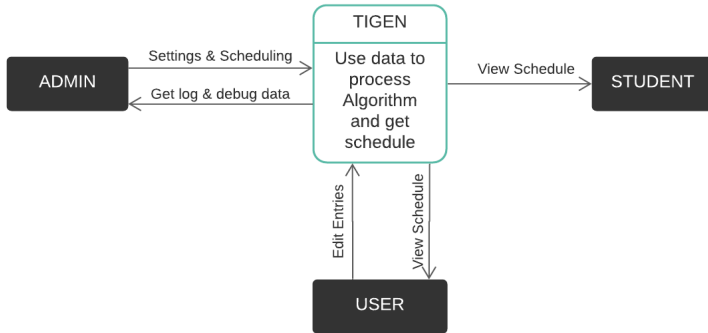 TIGEN
Settings & Scheduling
ADMIN
Get log & debug data
Use data to
process
Algorithm
and get
schedule
View Schedule
STUDENT
Edit Entries
View Schedule
USER